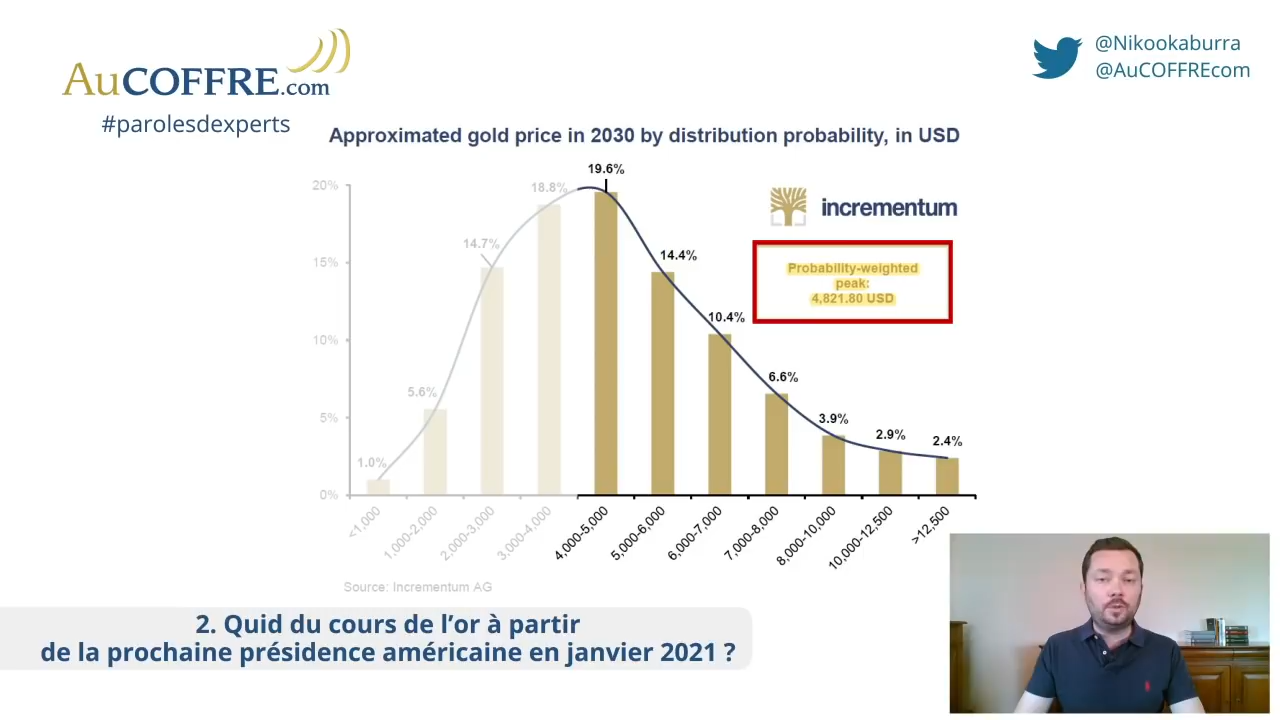 AuCOFFRE.com
#parolesdexperts
@Nikookaburra
@AuCOFFREcom
Approximated gold price in 2030 by distribution probability, in USD
incrementum
Probability-weighted
peak:
4,821.80 USD
20%
15%
10%
5%
0%
1.0%
5.6%
14.7%
18.8%
19.6%
14.4%
10.4%
6.6%
3.9%
2.9%
2.4%
<1,000
1,000-2,000
2,000-3,000
3,000-4,000
4,000-5,000
5,000-6,000
6,000-7,000
7,000-8,000
8,000-10,000
10,000-12,500
>12,500
Source: Incrementum AG
2. Quid du cours de l’or à partir
de la prochaine présidence américaine en janvier 2021 ?